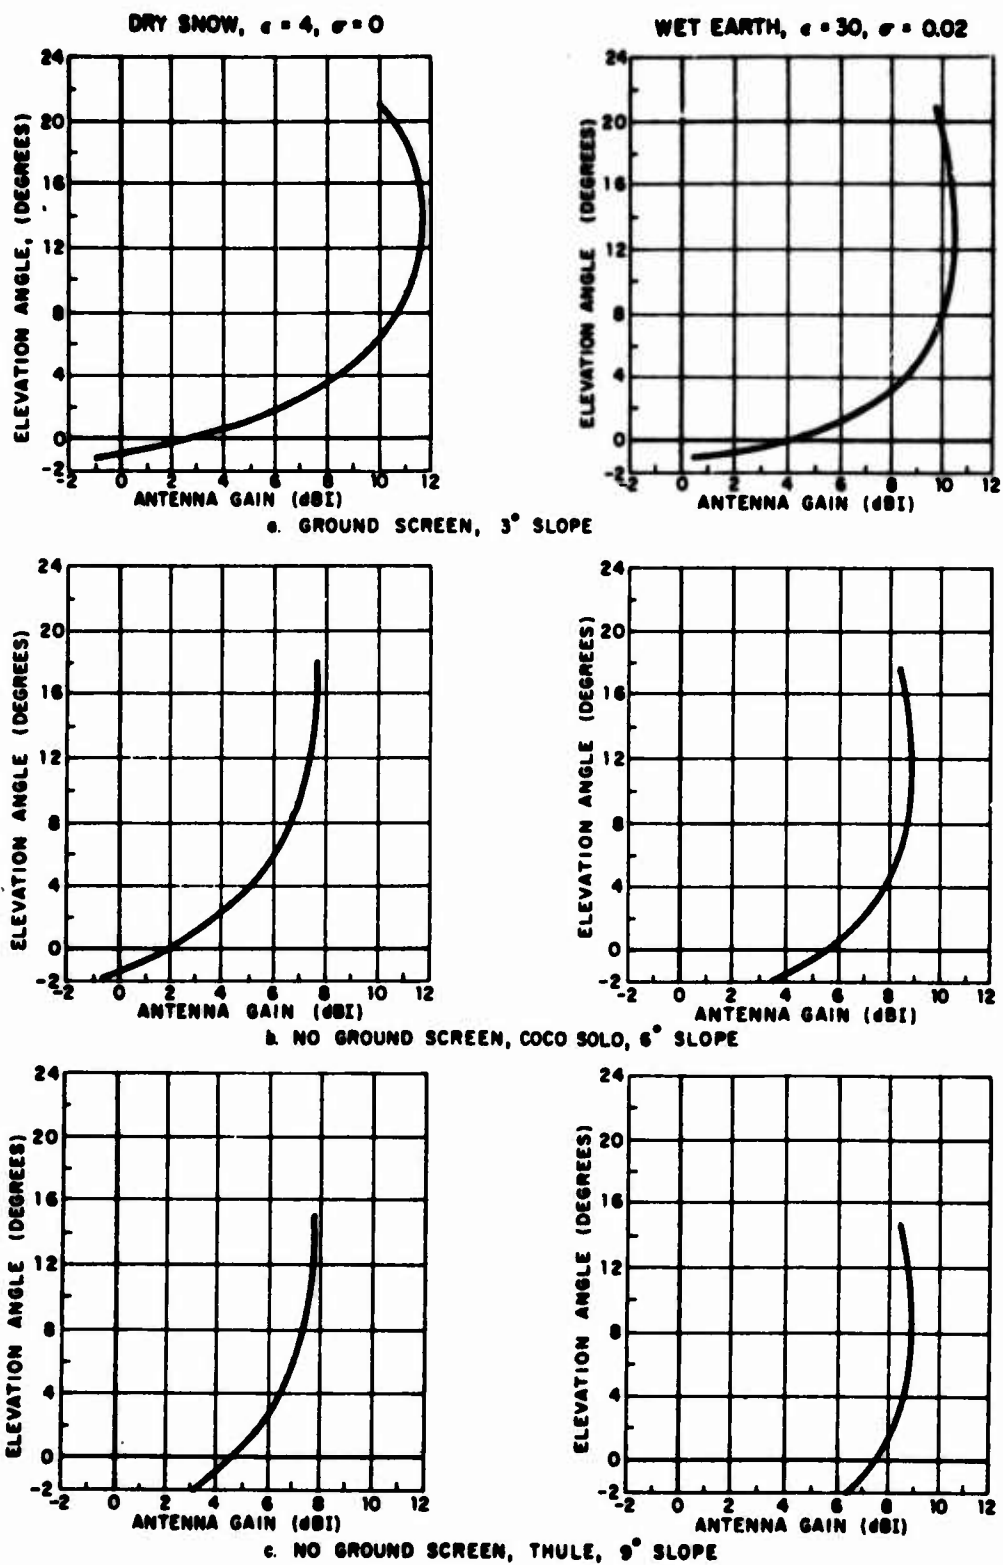 DRY SNOW, ε = 4, σ = 0
WET EARTH, ε = 30, σ = 0.02
ELEVATION ANGLE, (DEGREES)
24
20
16
12
8
4
0
-2
-2 0 2 4 6 8 10 12
ANTENNA GAIN (dBI)
ELEVATION ANGLE (DEGREES)
24
20
16
12
8
4
0
-2
-2 0 2 4 6 8 10 12
ANTENNA GAIN (dBI)
a. GROUND SCREEN, 3° SLOPE
ELEVATION ANGLE (DEGREES)
24
20
16
12
8
4
0
-2
-2 0 2 4 6 8 10 12
ANTENNA GAIN (dBI)
ELEVATION ANGLE (DEGREES)
24
20
16
12
8
4
0
-2
-2 0 2 4 6 8 10 12
ANTENNA GAIN (dBI)
b. NO GROUND SCREEN, COCO SOLO, 6° SLOPE
ELEVATION ANGLE (DEGREES)
24
20
16
12
8
4
0
-2
-2 0 2 4 6 8 10 12
ANTENNA GAIN (dBI)
ELEVATION ANGLE (DEGREES)
24
20
16
12
8
4
0
-2
-2 0 2 4 6 8 10 12
ANTENNA GAIN (dBI)
c. NO GROUND SCREEN, THULE, 9° SLOPE